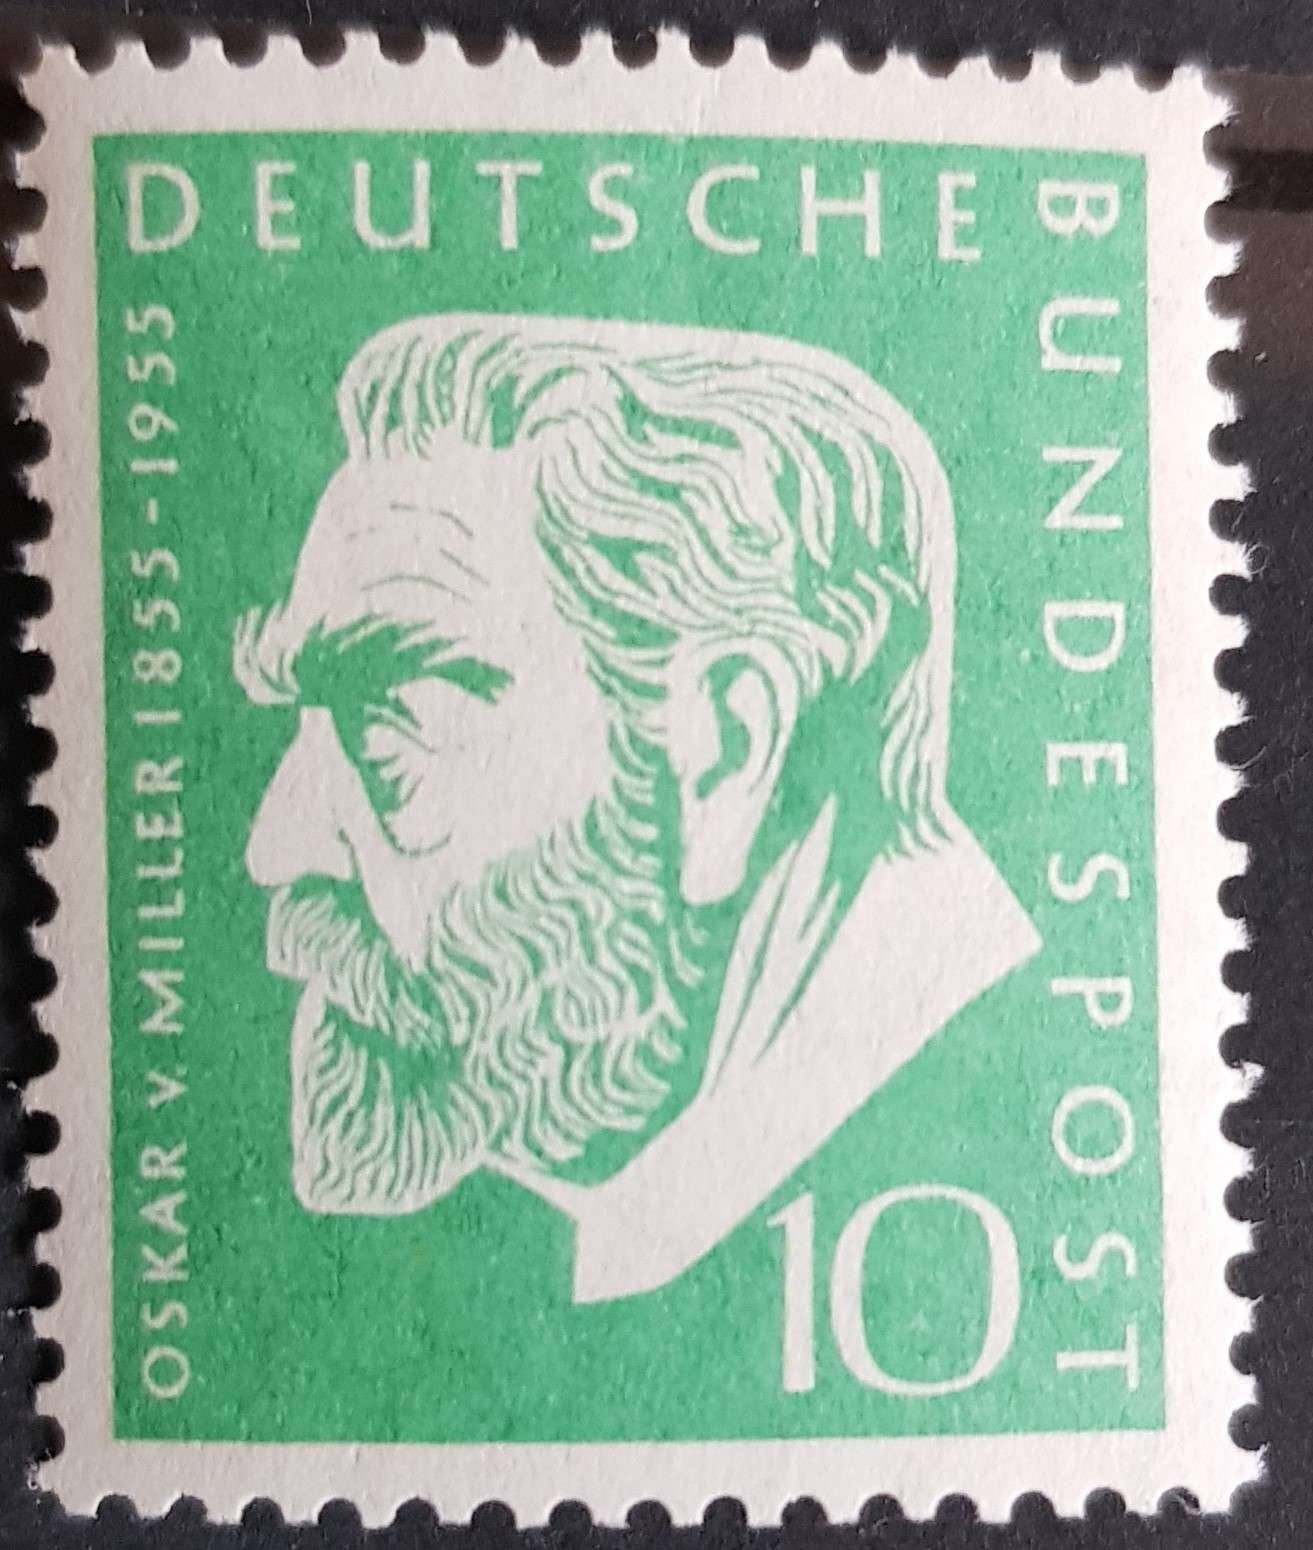 DEUTSCHE
BUNDESPOST
OSKAR v. MILLER 1855-1955
10